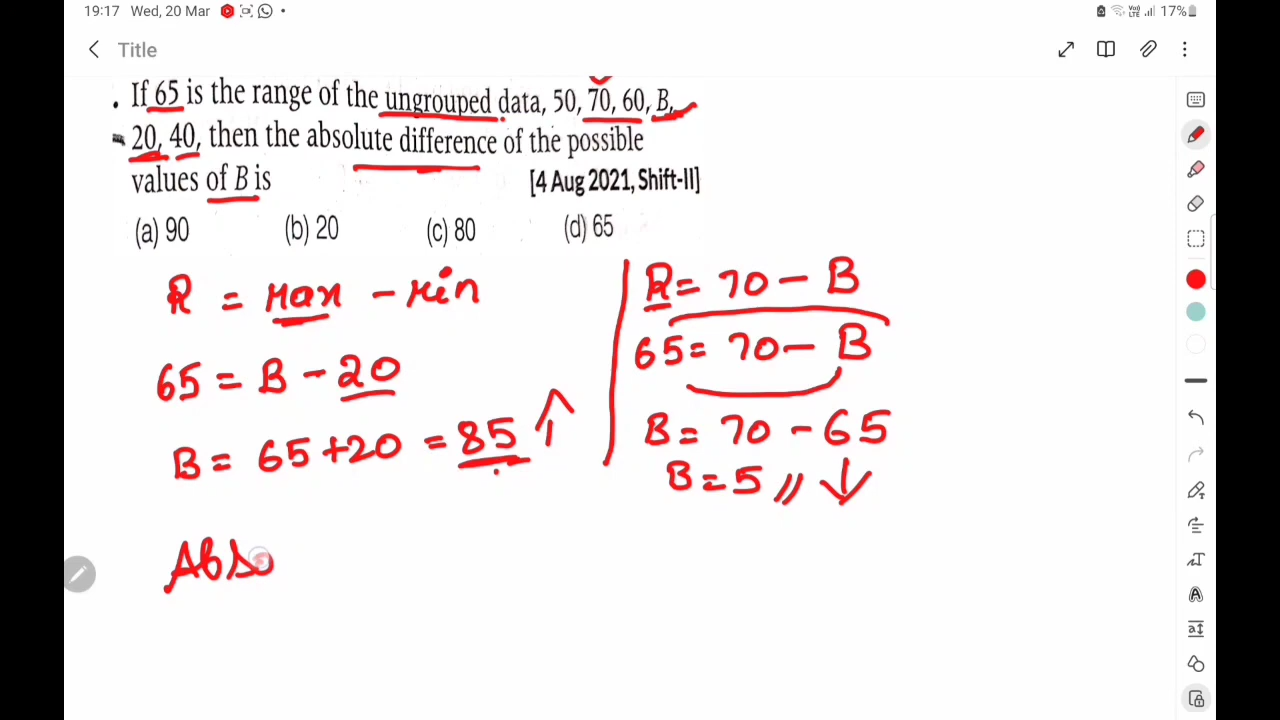 19:17 Wed, 20 Mar 17%
Title
. If 65 is the range of the ungrouped data, 50, 70, 60, B,
20, 40, then the absolute difference of the possible
values of B is [4 Aug 2021, Shift-II]
(a) 90 (b) 20 (c) 80 (d) 65
R = Max - Min
65 = B - 20
B = 65+20 = 85
R = 70 - B
65 = 70 - B
B = 70 - 65
B = 5 //
Abso